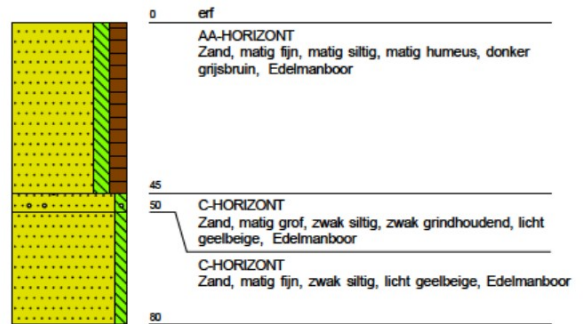 0 erf
AA-HORIZONT
Zand, matig fijn, matig siltig, matig humeus, donker
grijsbruin, Edelmanboor
45
50
C-HORIZONT
Zand, matig grof, zwak siltig, zwak grindhoudend, licht
geelbeige, Edelmanboor
C-HORIZONT
Zand, matig fijn, zwak siltig, licht geelbeige, Edelmanboor
80